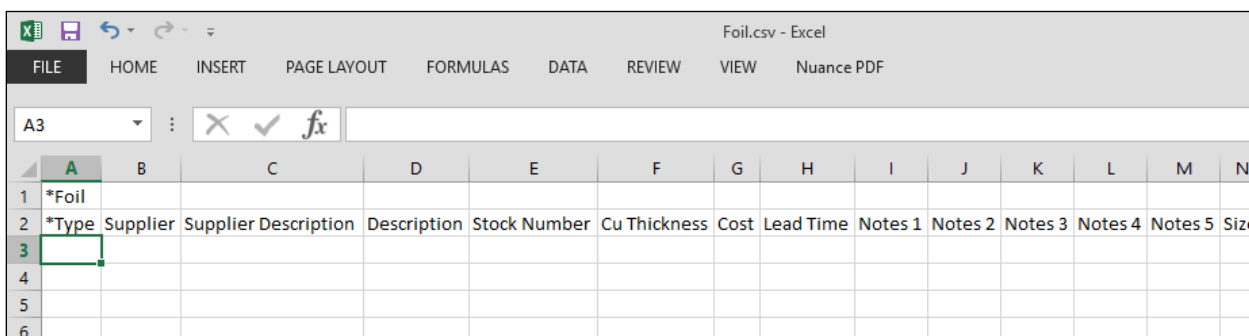 Foil.csv - Excel
FILE HOME INSERT PAGE LAYOUT FORMULAS DATA REVIEW VIEW Nuance PDF
A3 fx
A B C D E F G H I J K L M N
1 *Foil
2 *Type Supplier Supplier Description Description Stock Number Cu Thickness Cost Lead Time Notes 1 Notes 2 Notes 3 Notes 4 Notes 5
3
4
5
6